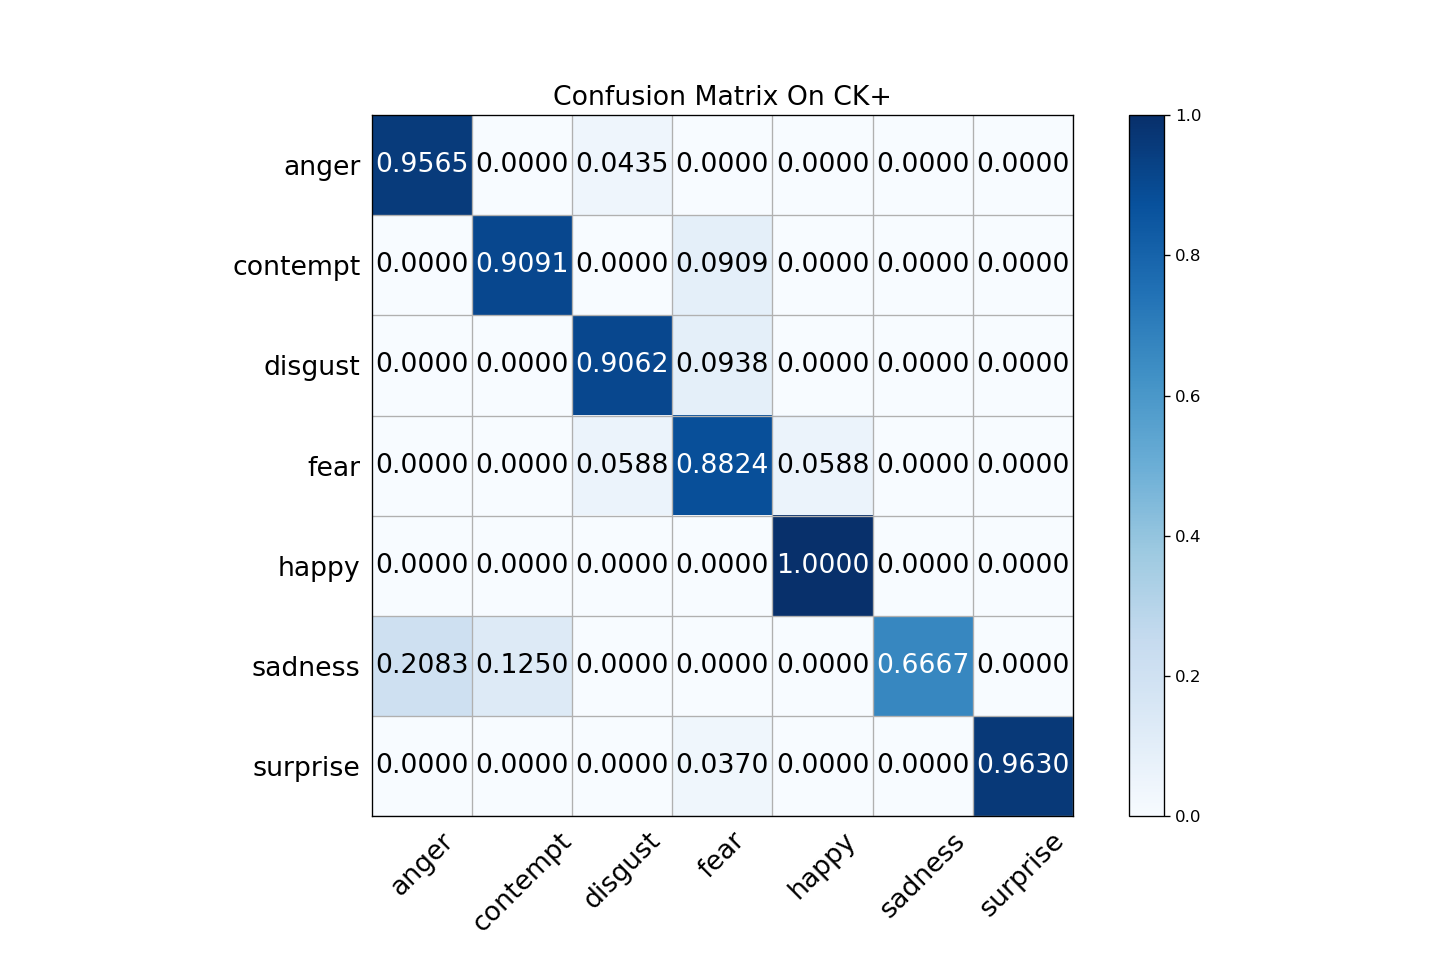 Confusion Matrix On CK+
anger 0.9565 0.0000 0.0435 0.0000 0.0000 0.0000 0.0000
contempt 0.0000 0.9091 0.0000 0.0909 0.0000 0.0000 0.0000
disgust 0.0000 0.0000 0.9062 0.0938 0.0000 0.0000 0.0000
fear 0.0000 0.0000 0.0588 0.8824 0.0588 0.0000 0.0000
happy 0.0000 0.0000 0.0000 0.0000 1.0000 0.0000 0.0000
sadness 0.2083 0.1250 0.0000 0.0000 0.0000 0.6667 0.0000
surprise 0.0000 0.0000 0.0000 0.0370 0.0000 0.0000 0.9630
anger contempt disgust fear happy sadness surprise
1.0
0.8
0.6
0.4
0.2
0.0